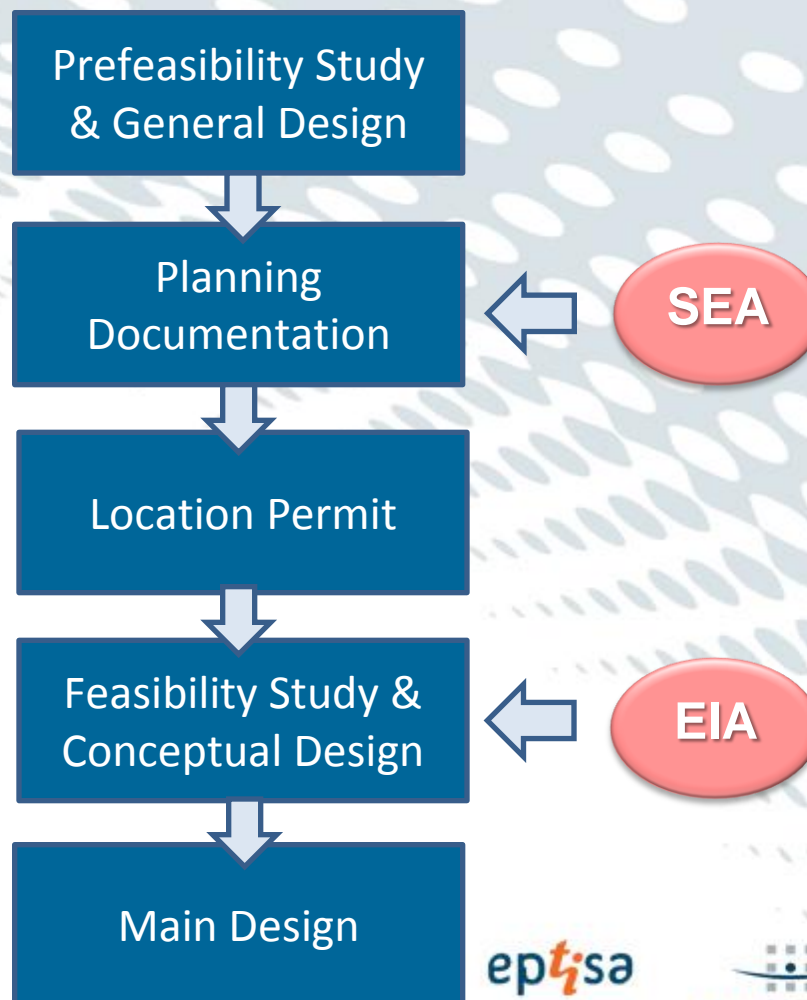 Prefeasibility Study
& General Design
Planning
Documentation
SEA
Location Permit
Feasibility Study &
Conceptual Design
EIA
Main Design
eptisa